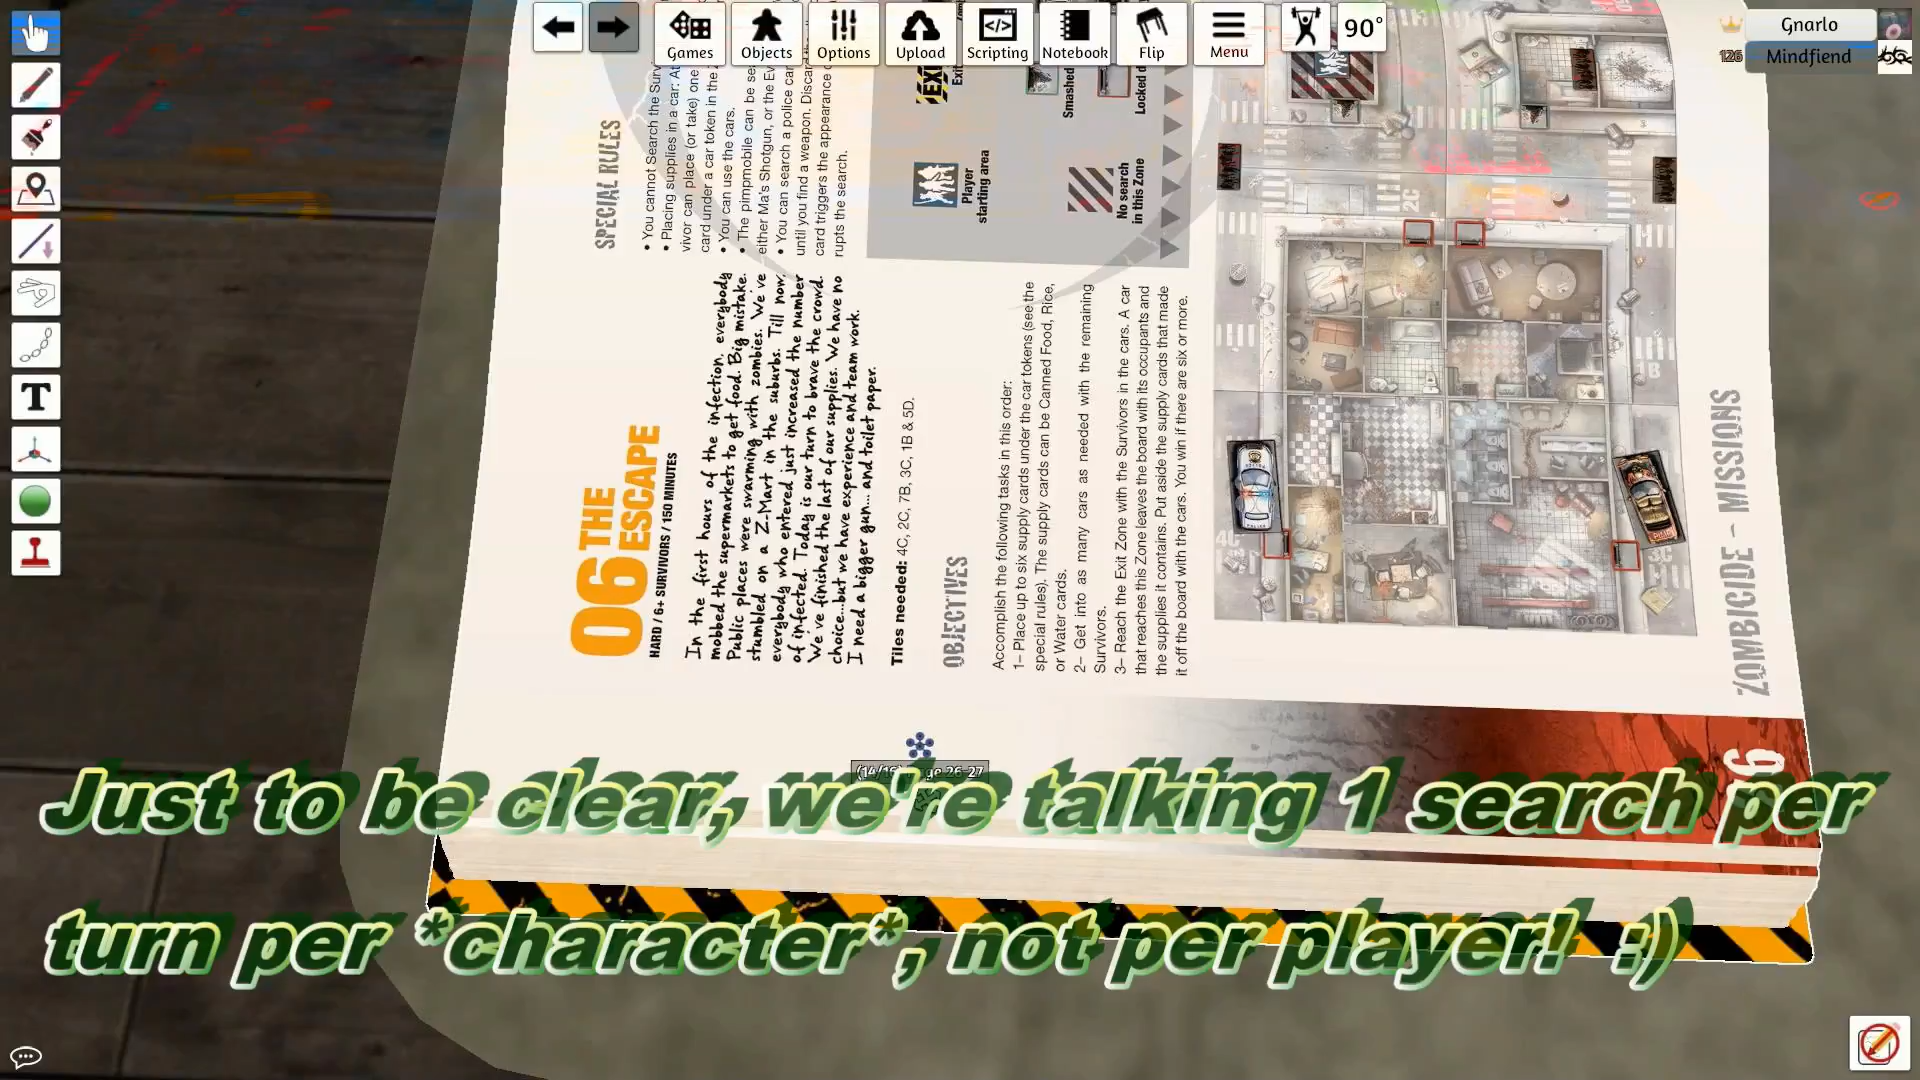 Games
Objects
Options
Upload
Scripting
Notebook
Flip
Menu
90°
Gnarlo
126
Mindfiend
06 THE
ESCAPE
HARD / 6+ SURVIVORS / 150 MINUTES
In the first hours of the infection, everybody
mobbed the supermarkets to get food. Big mistake.
Public places were swarming with zombies. We've
stumbled on a Z-Mart in the suburbs. Till now,
everybody who entered just increased the number
of infected. Today is our turn to brave the crowd.
We've finished the last of our supplies. We have no
choice...but we have experience and team work.
I need a bigger gun... and toilet paper.
Tiles needed: 4C, 2C, 7B, 3C, 1B & 5D.
OBJECTIVES
Accomplish the following tasks in this order:
1– Place up to six supply cards under the car tokens (see the
special rules). The supply cards can be Canned Food, Rice,
or Water cards.
2– Get into as many cars as needed with the remaining
Survivors.
3– Reach the Exit Zone with the Survivors in the cars. A car
that reaches this Zone leaves the board with its occupants and
the supplies it contains. Put aside the supply cards that made
it off the board with the cars. You win if there are six or more.
SPECIAL RULES
• You cannot Search the
• Placing supplies in a car:
vivor can place (or take) one
card under a car token in the
• You can use the cars.
• The pimpmobile can be
either Ma's Shotgun, or the
• You can search a police
until you find a weapon.
card triggers the appearance
rupts the search.
Player
starting area
No search
in this Zone
Smashed
Locked
2C
1B
4C
3C
ZOMBICIDE - MISSIONS
Just to be clear, we're talking 1 search per
turn per *character*, not per player! :)